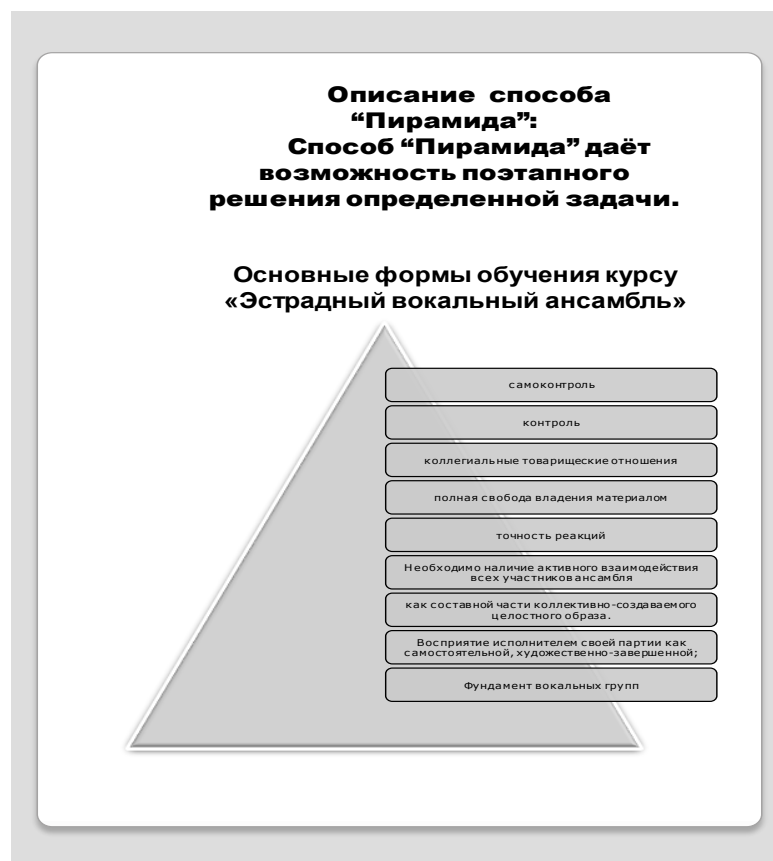 Описание способа
“Пирамида”:
Способ “Пирамида” даёт
возможность поэтапного
решения определенной задачи.
Основные формы обучения курсу
«Эстрадный вокальный ансамбль»
самоконтроль
контроль
коллегиальные товарищеские отношения
полная свобода владения материалом
точность реакций
Необходимо наличие активного взаимодействия
всех участников ансамбля
как составной части коллективно-создаваемого
целостного образа.
Восприятие исполнителем своей партии как
самостоятельной, художественно-завершенной;
Фундамент вокальных групп